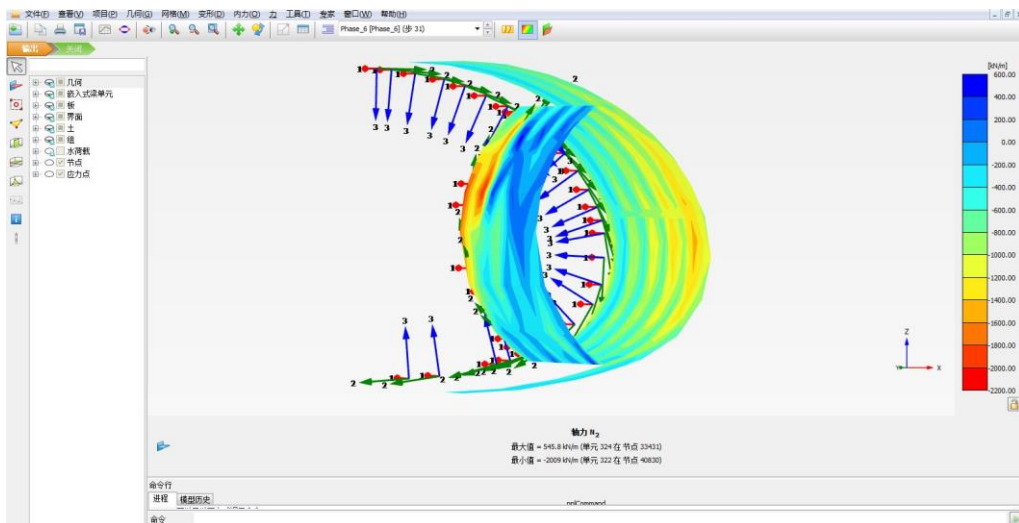 文件(F) 查看(V) 项目(P) 几何(G) 网格(M) 变形(D) 内力(O) 力 工具(T) 专家 窗口(W) 帮助(H)
Phase_6 [Phase_6] (步 31)
输出 关闭
几何
嵌入式梁单元
板
界面
土
组
水荷载
节点
应力点
[kN/m]
600.00
400.00
200.00
0.00
-200.00
-400.00
-600.00
-800.00
-1000.00
-1200.00
-1400.00
-1600.00
-1800.00
-2000.00
-2200.00
Z
Y X
轴力 N₂
最大值 = 545.8 kN/m (单元 324 在 节点 33431)
最小值 = -2009 kN/m (单元 322 在 节点 40830)
命令行
进程 模型历史
命令